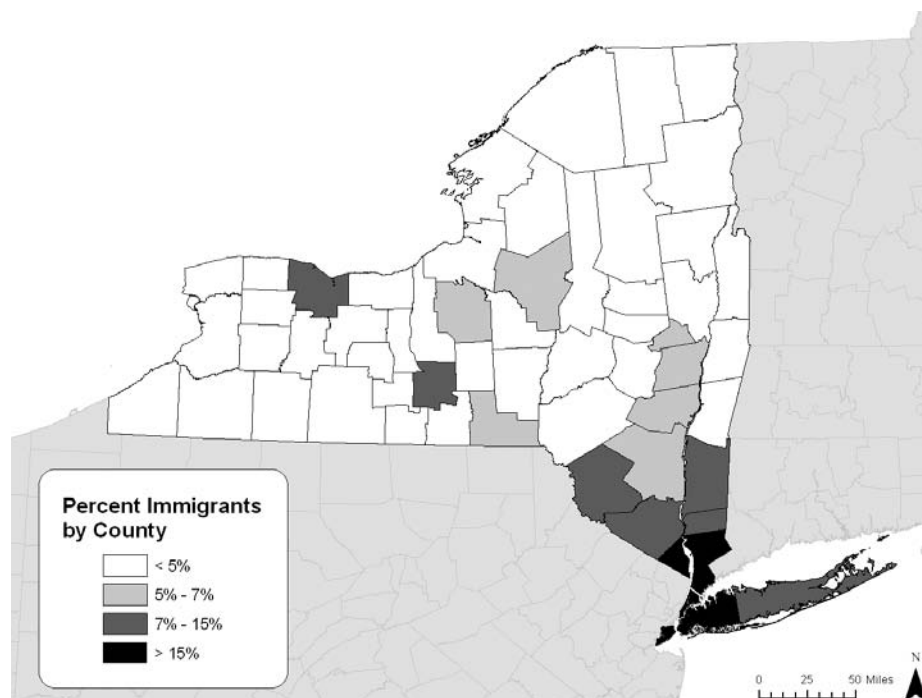 Percent Immigrants
by County
< 5%
5% - 7%
7% - 15%
> 15%
N
0 25 50 Miles